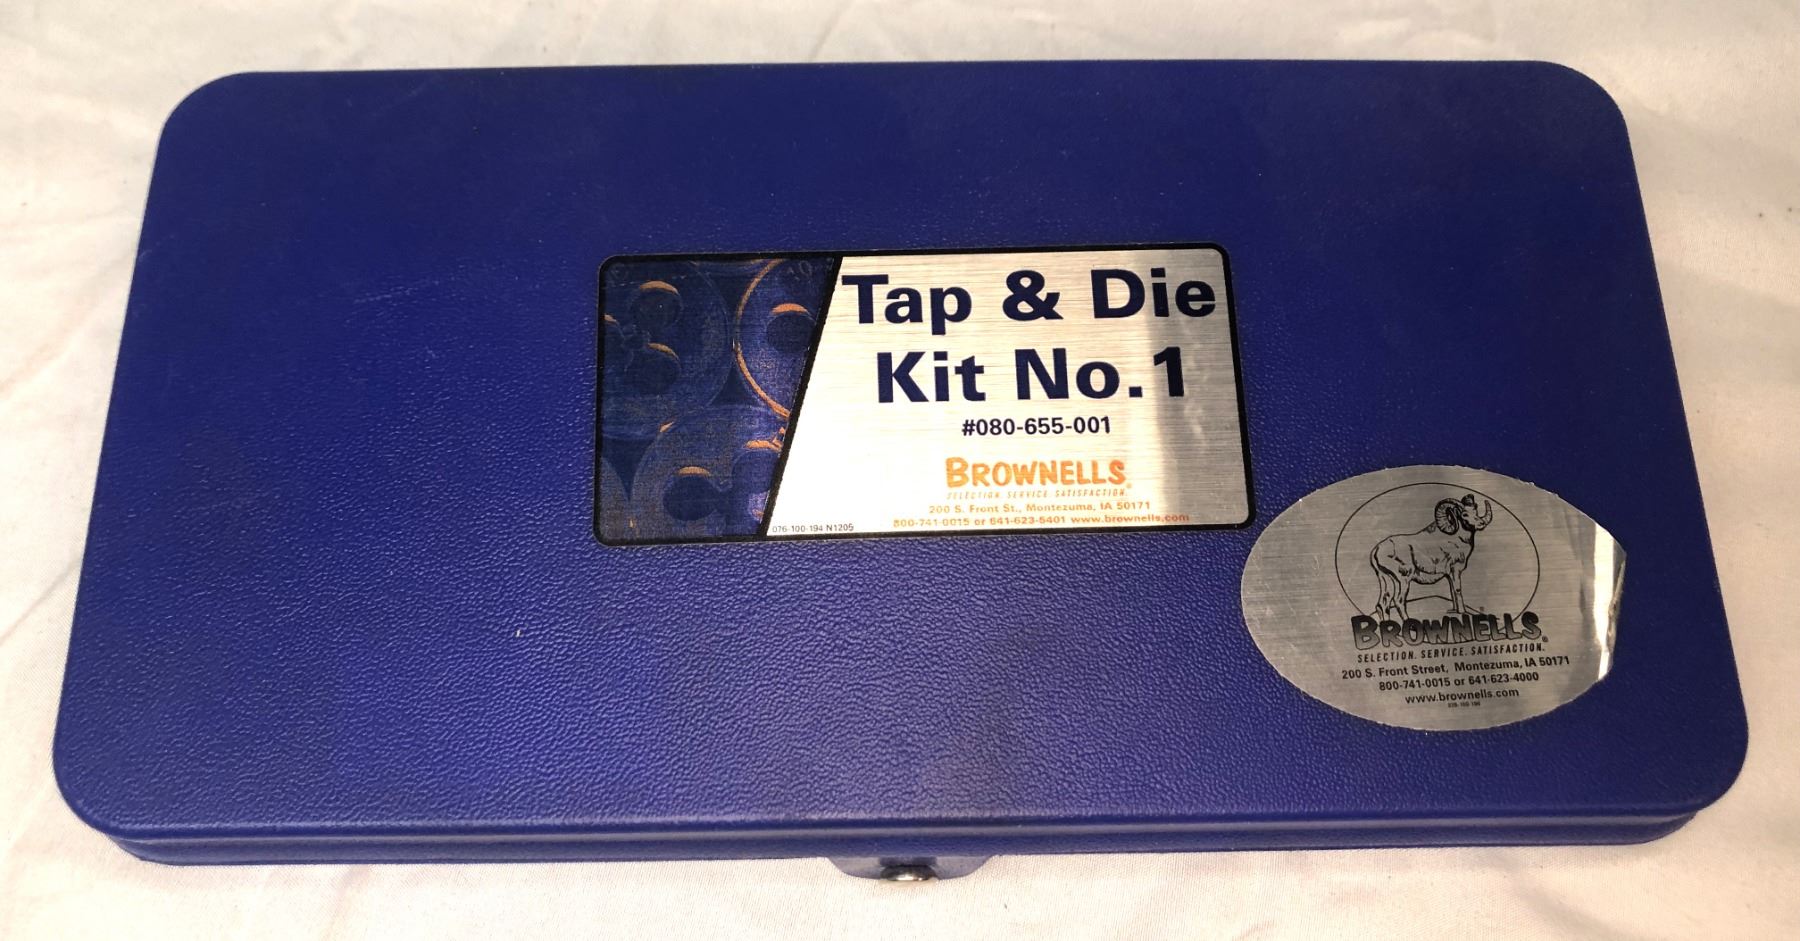 Tap & Die
Kit No.1
#080-655-001
BROWNELLS®
SELECTION. SERVICE. SATISFACTION.
200 S. Front St., Montezuma, IA 50171
800-741-0015 or 641-623-5401 www.brownells.com
076-100-194 N1205
10
BROWNELLS®
SELECTION. SERVICE. SATISFACTION.
200 S. Front Street, Montezuma, IA 50171
800-741-0015 or 641-623-4000
www.brownells.com